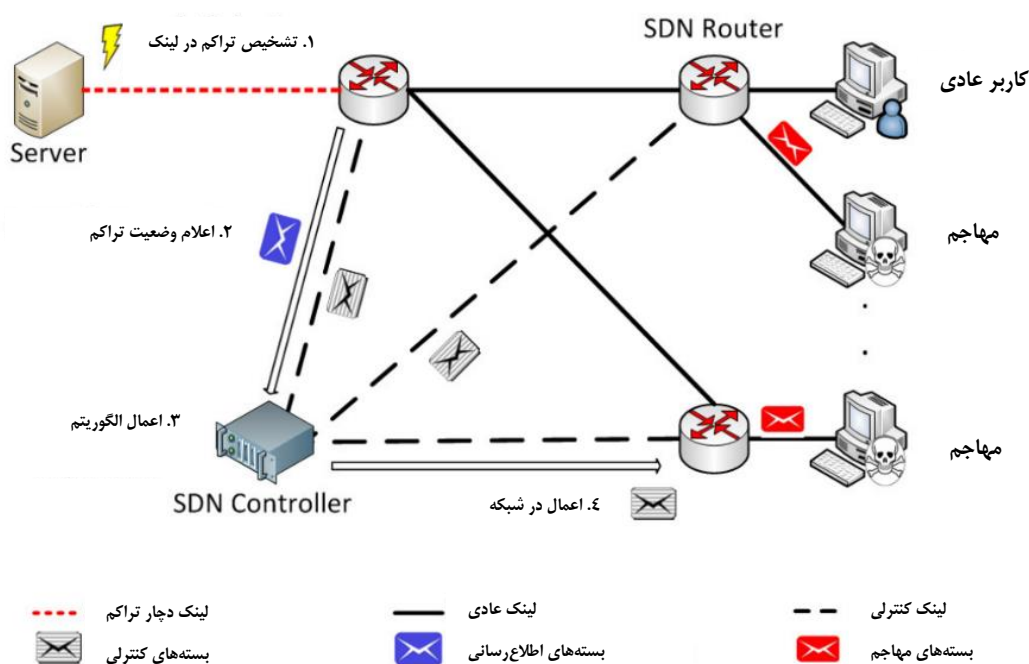 ۱. تشخیص تراکم در لینک
SDN Router
کاربر عادی
Server
۲. اعلام وضعیت تراکم
مهاجم
۳. اعمال الگوریتم
مهاجم
SDN Controller
۴. اعمال در شبکه
لینک دچار تراکم
لینک عادی
لینک کنترلی
بسته‌های کنترلی
بسته‌های اطلاع‌رسانی
بسته‌های مهاجم